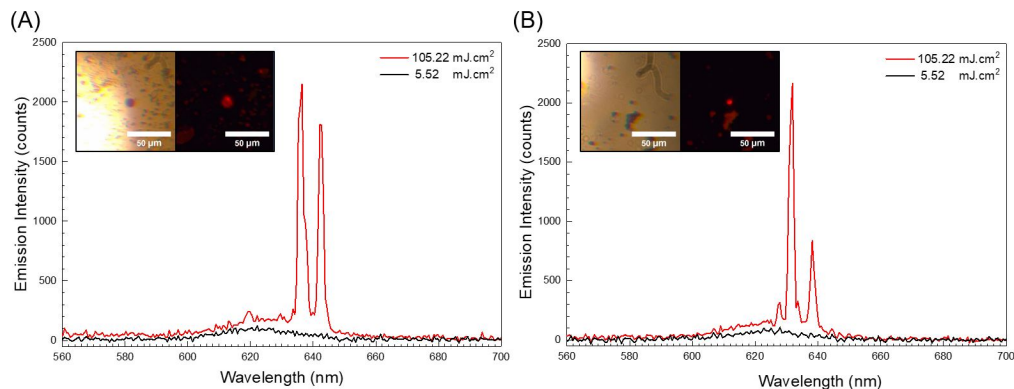 (A)
2500
2000
1500
1000
500
0
560
600
620
640
660
680
700
Emission Intensity (counts)
Wavelength (nm)
105.22 mJ.cm²
5.52 mJ.cm²
50 µm
50 µm
(B)
2500
2000
1500
1000
500
0
560
600
620
640
660
680
700
Emission Intensity (counts)
Wavelength (nm)
105.22 mJ.cm²
5.52 mJ.cm²
50 µm
50 µm